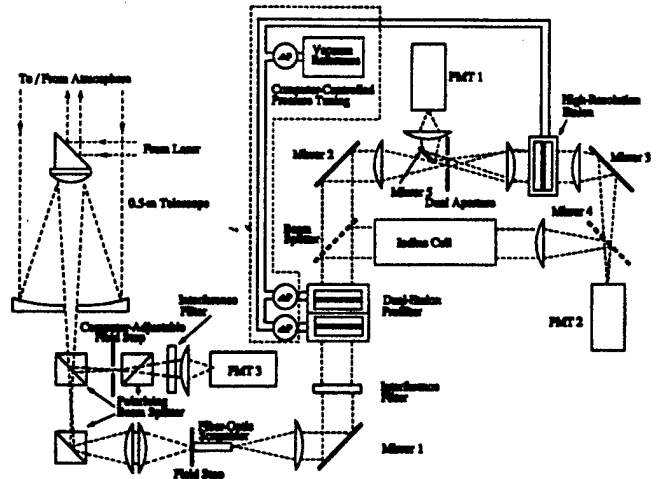 To / From Atmosphere
From Laser
0.5-m Telescope
Vacuum
Reference
Computer-Controlled
Pressure Tuning
PMT 1
High-Resolution
Etalon
Mirror 2
Mirror 3
Mirror 5
Dual Aperture
Mirror 4
Beam
Splitter
Iodine Cell
Interference
Filter
Dual-Etalon
Prefilter
PMT 2
Computer-Adjustable
Field Stop
PMT 3
Polarizing
Beam Splitter
Interference
Filter
Fiber-Optic
Scrambler
Mirror 1
Field Stop